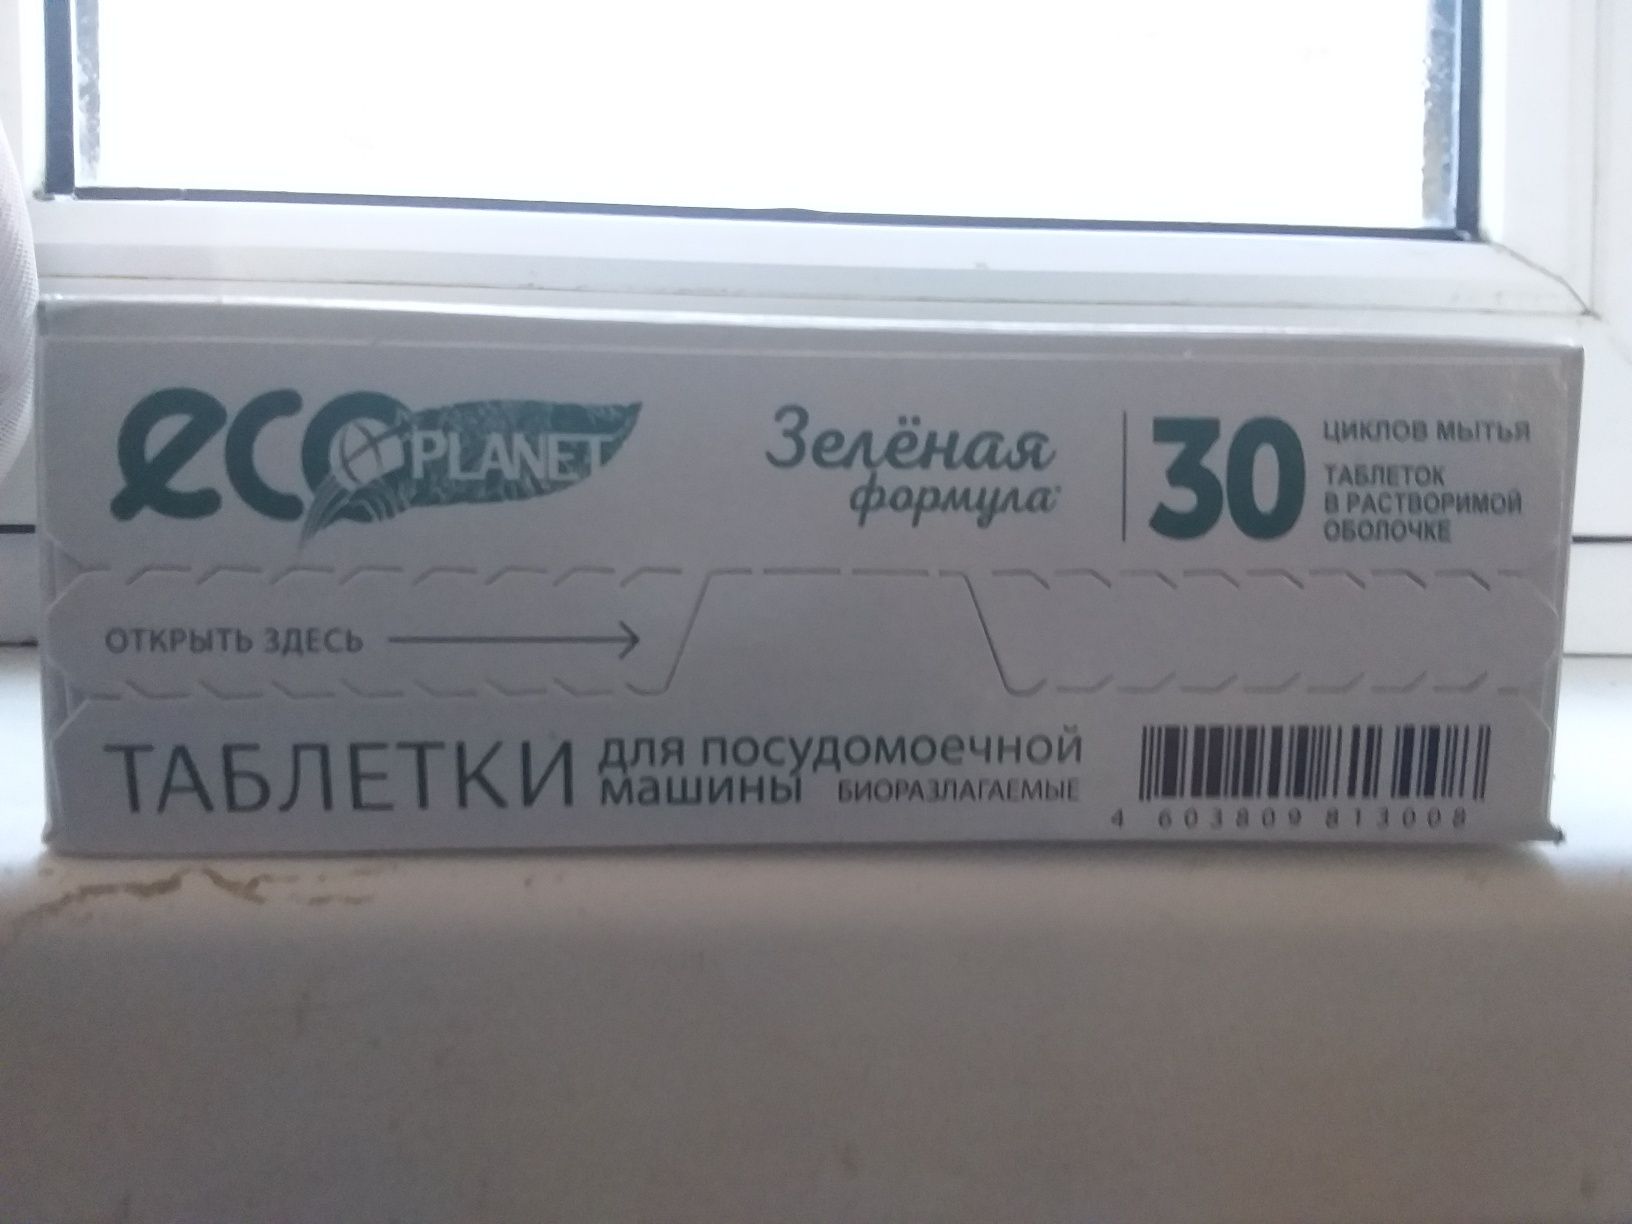 eco PLANET
Зелёная
формула*
30
ЦИКЛОВ МЫТЬЯ
ТАБЛЕТОК
В РАСТВОРИМОЙ
ОБОЛОЧКЕ
ОТКРЫТЬ ЗДЕСЬ
ТАБЛЕТКИ
для посудомоечной
машины БИОРАЗЛАГАЕМЫЕ
4 603809 813008